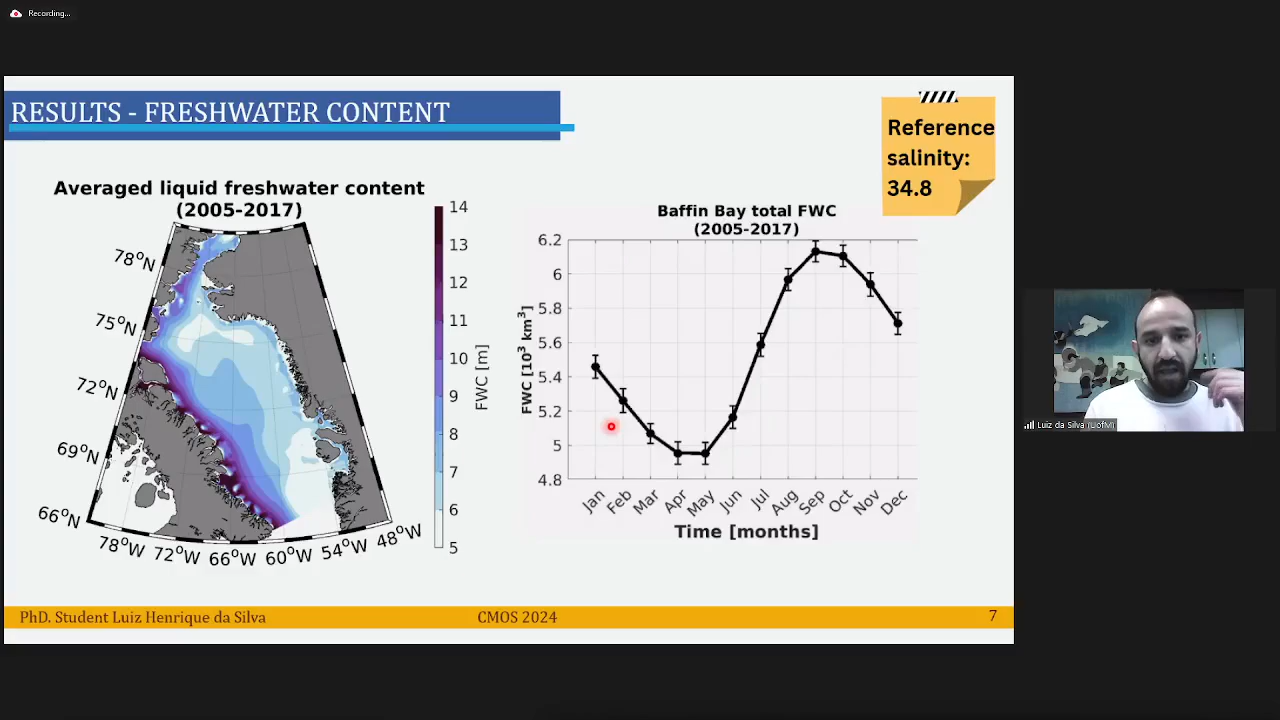 Recording...
RESULTS - FRESHWATER CONTENT
Reference
salinity:
34.8
Averaged liquid freshwater content
(2005-2017)
78°N
75°N
72°N
69°N
66°N
78°W 72°W 66°W 60°W 54°W 48°W
14
13
12
11
10
9
8
7
6
5
FWC [m]
Baffin Bay total FWC
(2005-2017)
FWC [10³ km³]
6.2
6
5.8
5.6
5.4
5.2
5
4.8
Jan Feb Mar Apr May Jun Jul Aug Sep Oct Nov Dec
Time [months]
Luiz da Silva (UofM)
PhD. Student Luiz Henrique da Silva
CMOS 2024
7